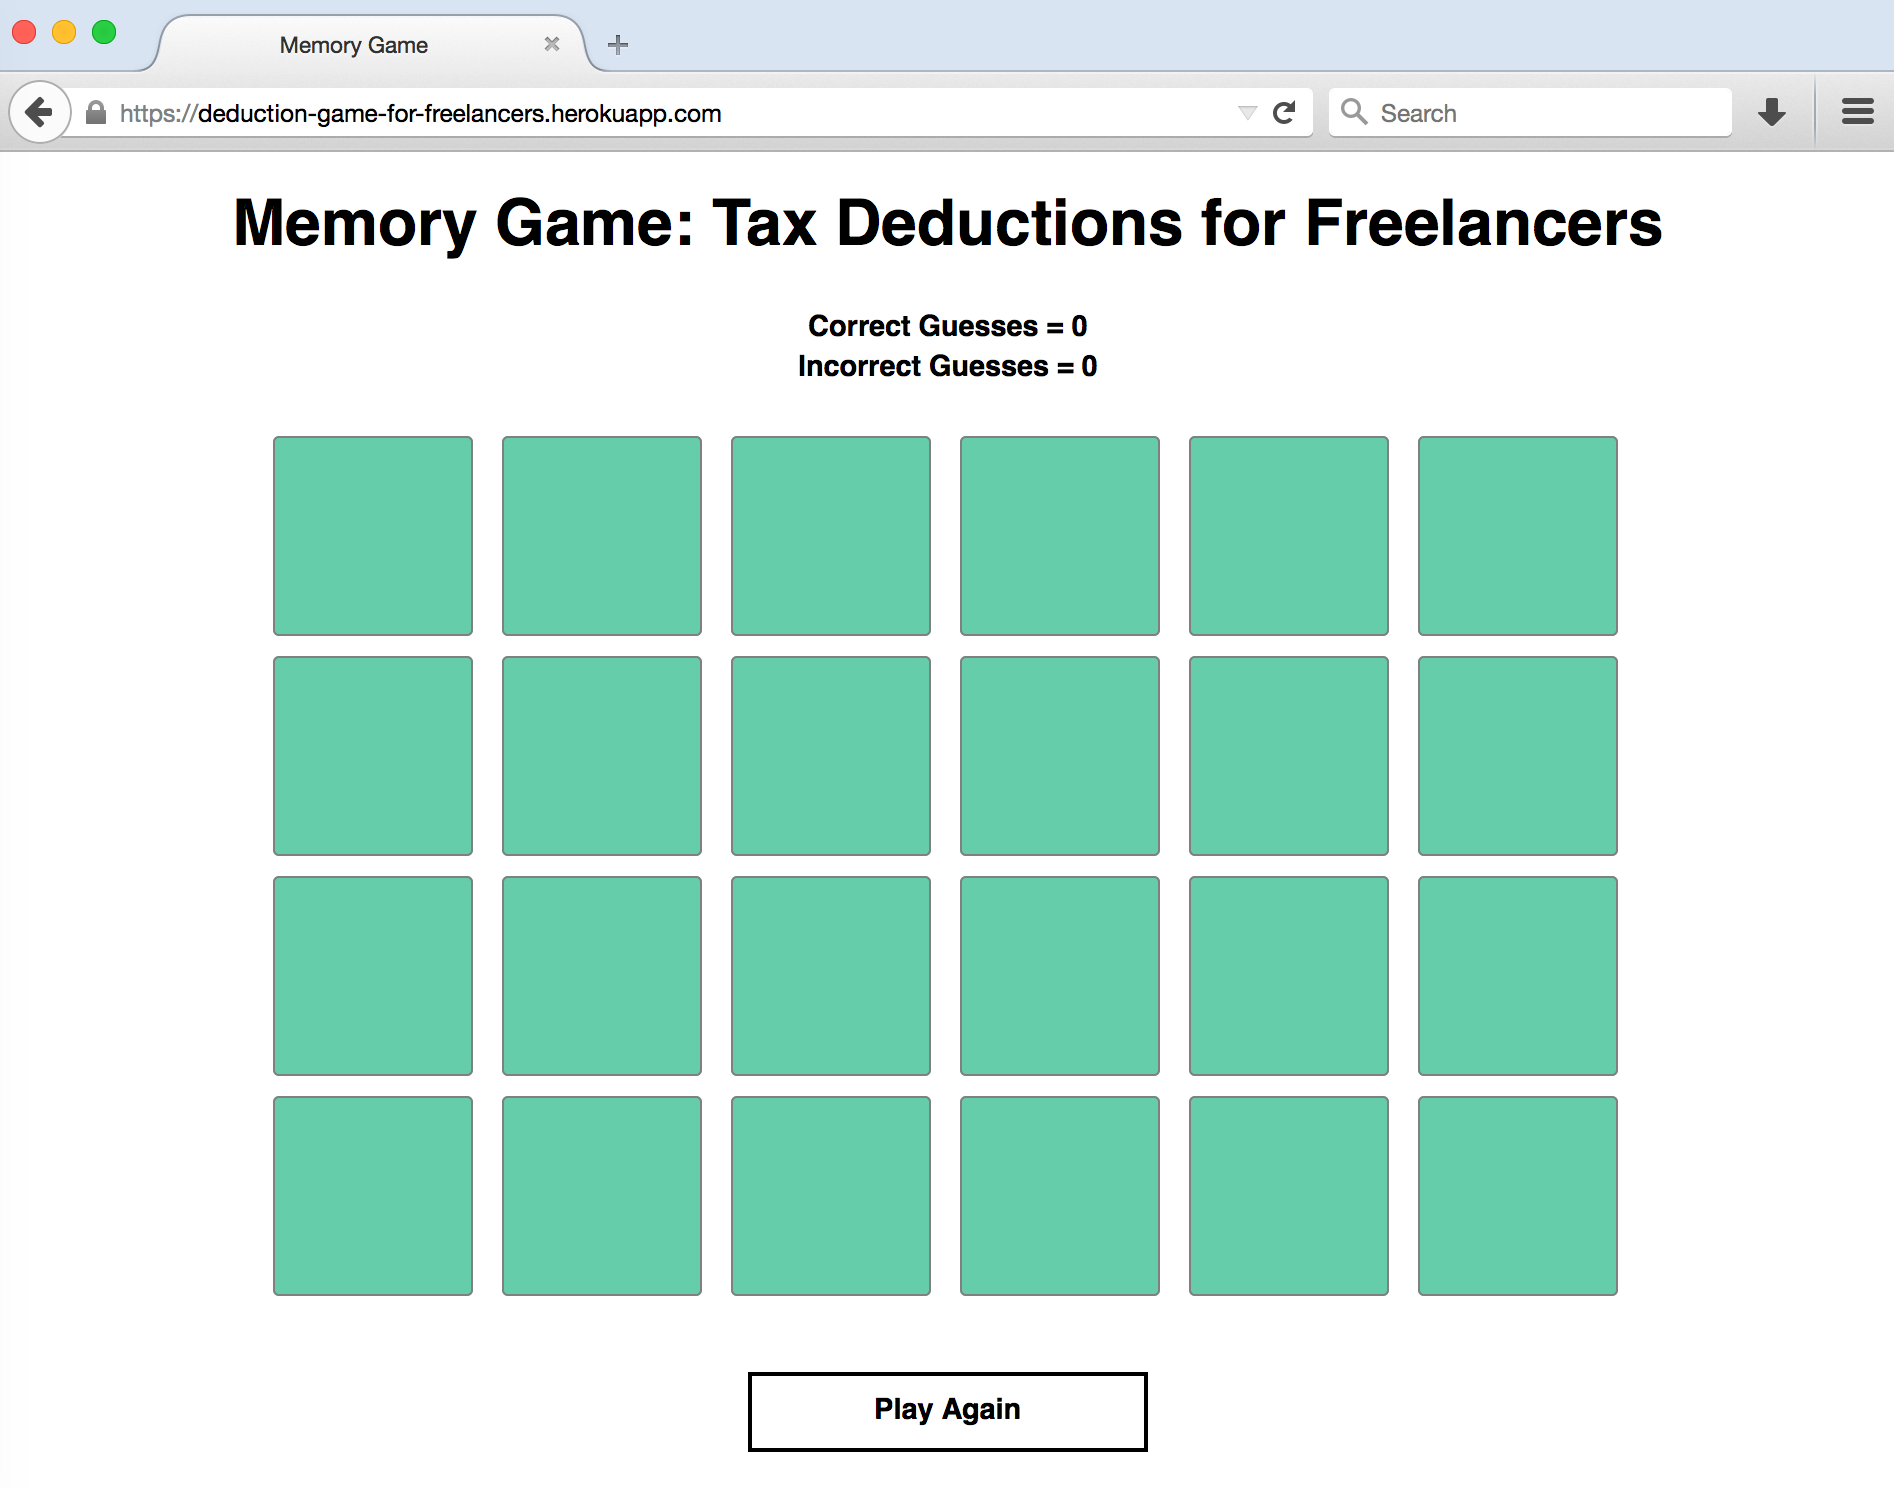 Memory Game
https://deduction-game-for-freelancers.herokuapp.com
Search
Memory Game: Tax Deductions for Freelancers
Correct Guesses = 0
Incorrect Guesses = 0
Play Again